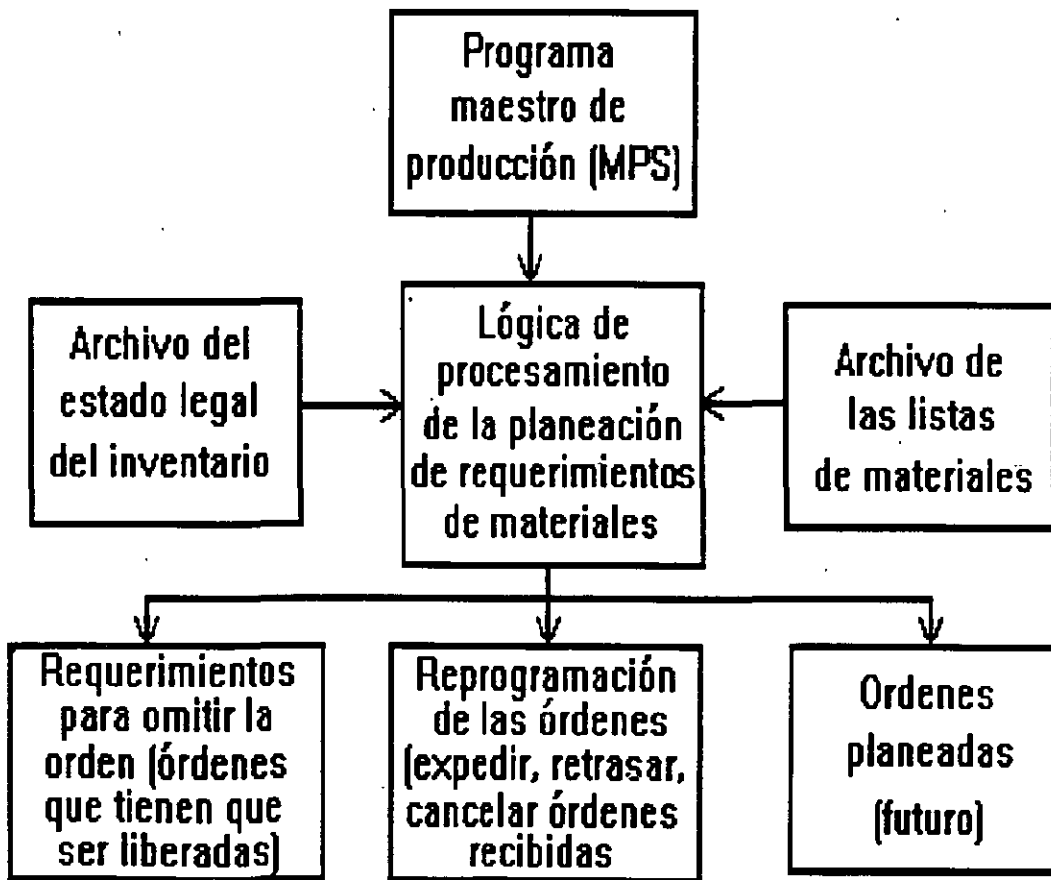 Programa
maestro de
producción (MPS)
Archivo del
estado legal
del inventario
Lógica de
procesamiento
de la planeación
de requerimientos
de materiales
Archivo de
las listas
de materiales
Requerimientos
para omitir la
orden (órdenes
que tienen que
ser liberadas)
Reprogramación
de las órdenes
(expedir, retrasar,
cancelar órdenes
recibidas
Ordenes
planeadas
(futuro)